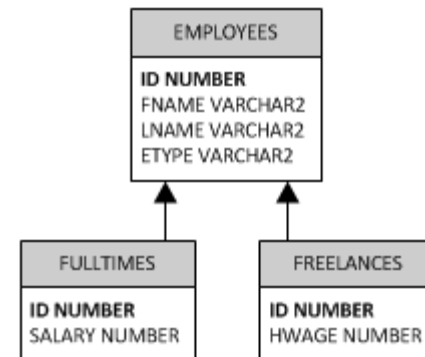 EMPLOYEES
ID NUMBER
FNAME VARCHAR2
LNAME VARCHAR2
ETYPE VARCHAR2
FULLTIMES
ID NUMBER
SALARY NUMBER
FREELANCES
ID NUMBER
HWAGE NUMBER